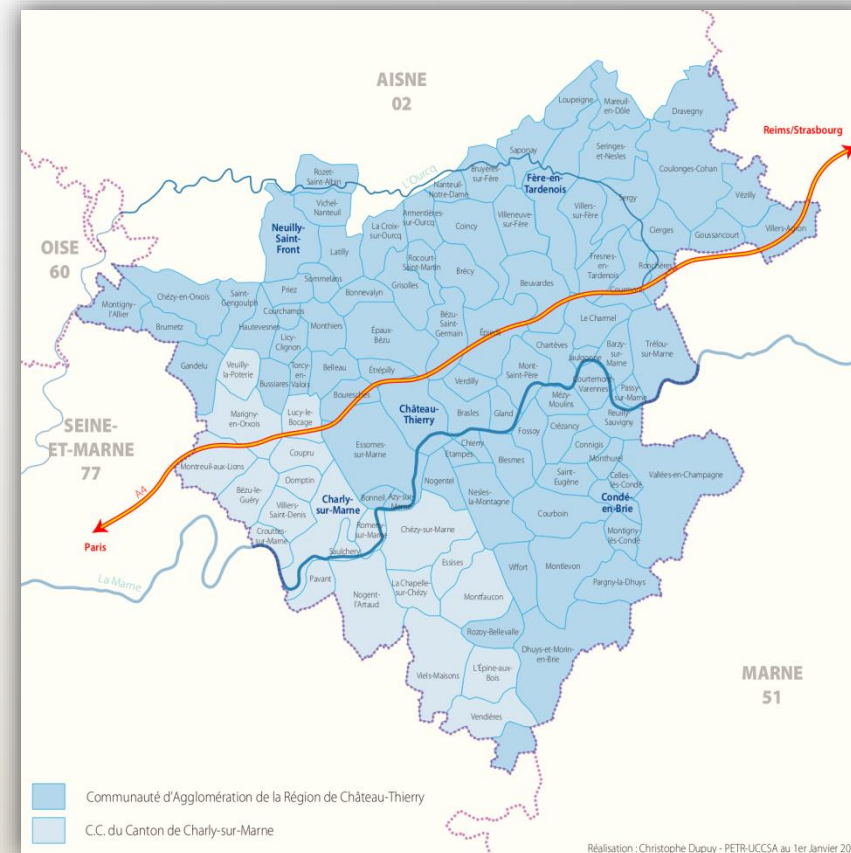 AISNE
02
Reims/Strasbourg
OISE
60
SEINE-
ET-MARNE
77
MARNE
51
Paris
A4
L'Ourcq
La Marne
Loupeigne
Mareuil-
en-Dôle
Dravegny
Saponay
Seringes-
et-Nesles
Bruyères-
sur-Fère
Fère-en-
Tardenois
Coulonges-Cohan
Rozet-
Saint-Albin
Nanteuil-
Notre-Dame
Sergy
Vézilly
Vichel-
Nanteuil
Armentières-
sur-Ourcq
Villeneuve-
sur-Fère
Villers-
sur-Fère
Cierges
Goussancourt
Villers-Agron
Neuilly-
Saint-
Front
La Croix-
sur-Ourcq
Coincy
Latilly
Rocourt-
Saint-Martin
Fresnes-
en-
Tardenois
Ronchères
Sommelans
Grisolles
Brécy
Beuvardes
Courmont
Montigny-
l'Allier
Chézy-en-Orxois
Saint-
Gengoulph
Priez
Bonnesvalyn
Brumetz
Hautevesnes
Courchamps
Monthiers
Épaux-
Bézu
Bézu-
Saint-
Germain
Épieds
Le Charmel
Licy-
Clignon
Gandelu
Veuilly-
la-Poterie
Bussiares
Torcy-
en-
Valois
Belleau
Étrépilly
Bouresches
Verdilly
Mont-
Saint-Père
Chartèves
Jaulgonne
Barzy-
sur-
Marne
Trélou-
sur-Marne
Courtemont-
Varennes
Passy-
sur-Marne
Marigny-
en-Orxois
Lucy-le-
Bocage
Château-
Thierry
Brasles
Gland
Mézy-
Moulins
Reuilly-
Sauvigny
Fossoy
Crézancy
Essomes-
sur-Marne
Chierry
Étampes
Blesmes
Connigis
Monthurel
Montreuil-aux-Lions
Coupru
Domptin
Nogentel
Saint-
Eugène
Celles-
lès-Condé
Vallées-en-Champagne
Bézu-le-
Guéry
Villiers-
Saint-Denis
Charly-
sur-Marne
Bonneil
Azy-sur-
Marne
Nesles-
la-Montagne
Condé-
en-Brie
Courboin
Crouttes-
sur-Marne
Romeny-
sur-Marne
Saulchery
Chézy-sur-Marne
Montigny-
lès-Condé
Pavant
Essises
Viffort
Montlevon
Pargny-la-Dhuys
Nogent-
l'Artaud
La Chapelle-
sur-Chézy
Montfaucon
Rozoy-Bellevalle
Dhuys-et-Morin-
en-Brie
Viels-Maisons
L'Épine-aux-
Bois
Vendières
Communauté d'Agglomération de la Région de Château-Thierry
C.C. du Canton de Charly-sur-Marne
Réalisation : Christophe Dupuy - PETR-UCCSA au 1er Janvier 20